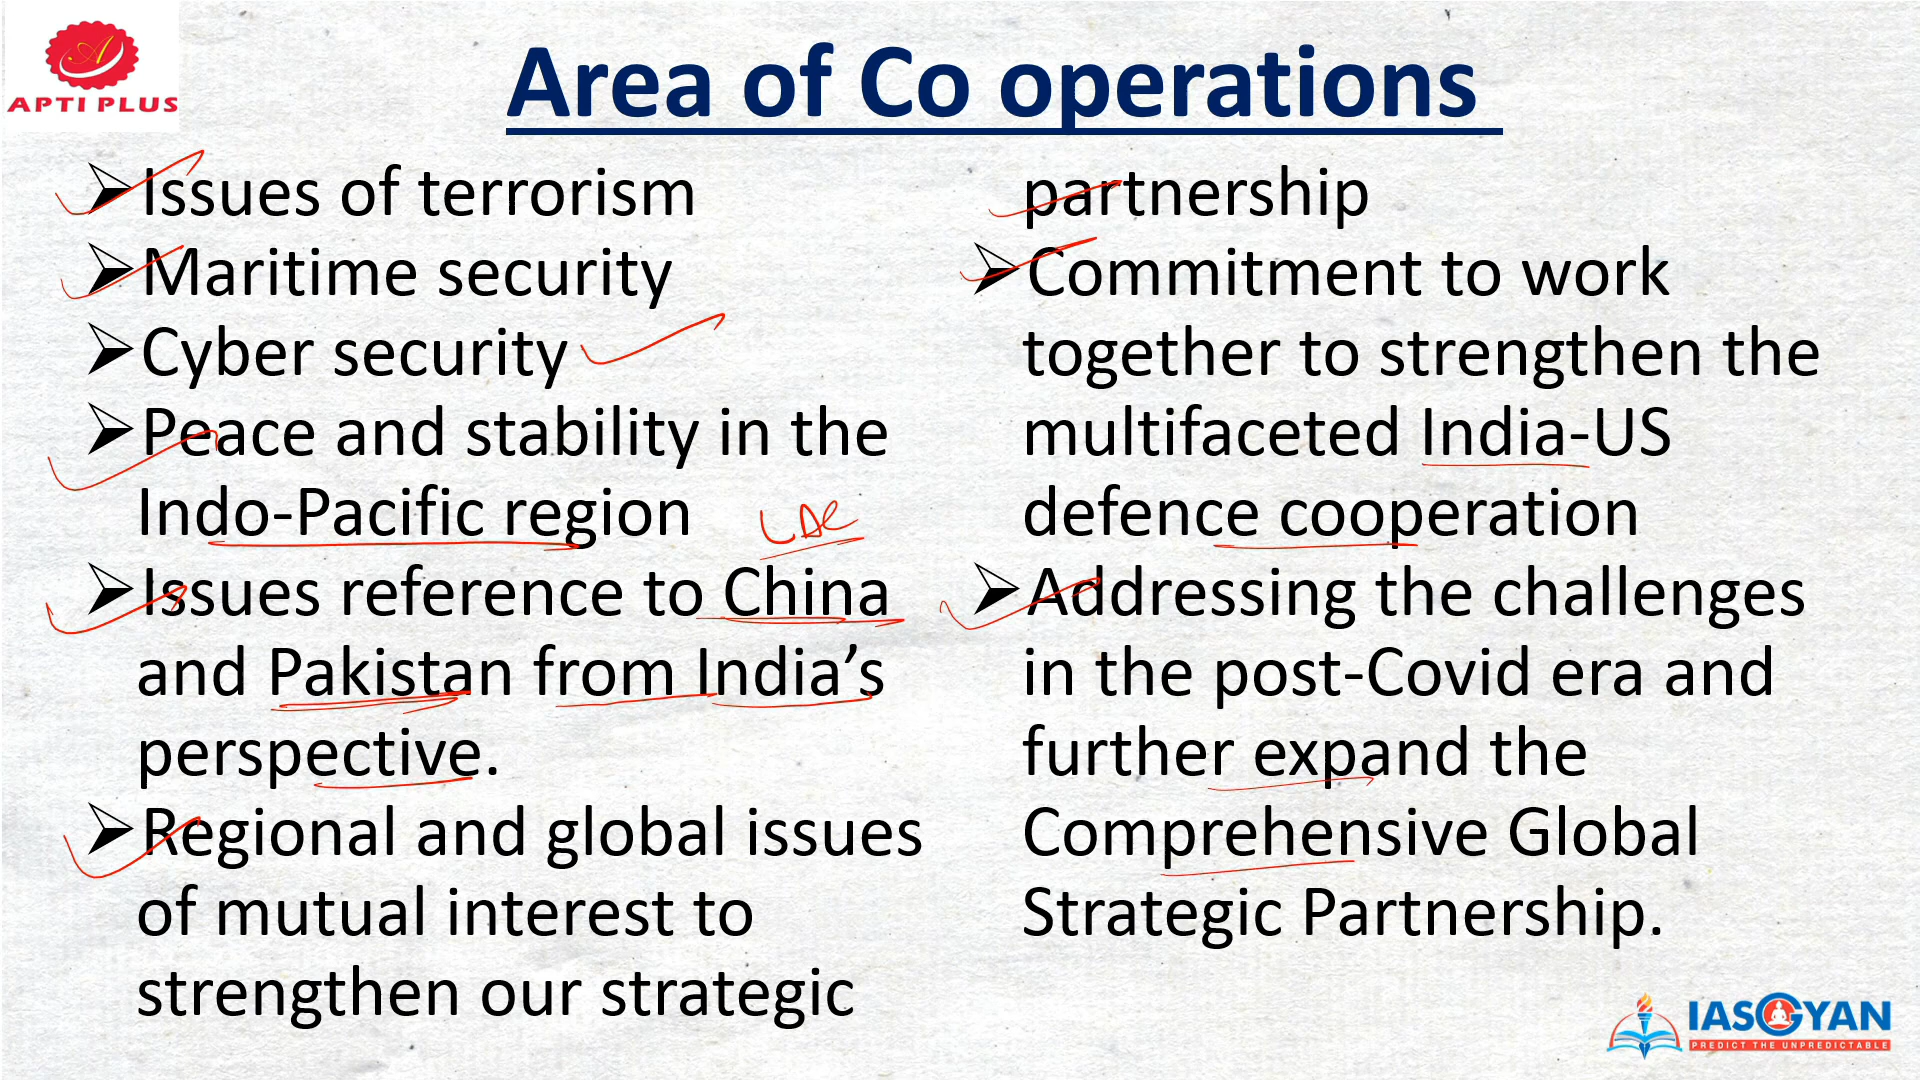 APTI PLUS
Area of Co operations
Issues of terrorism
Maritime security
Cyber security
Peace and stability in the
Indo-Pacific region
LAC
Issues reference to China
and Pakistan from India’s
perspective.
Regional and global issues
of mutual interest to
strengthen our strategic
partnership
Commitment to work
together to strengthen the
multifaceted India-US
defence cooperation
Addressing the challenges
in the post-Covid era and
further expand the
Comprehensive Global
Strategic Partnership.
IASGYAN
PREDICT THE UNPREDICTABLE